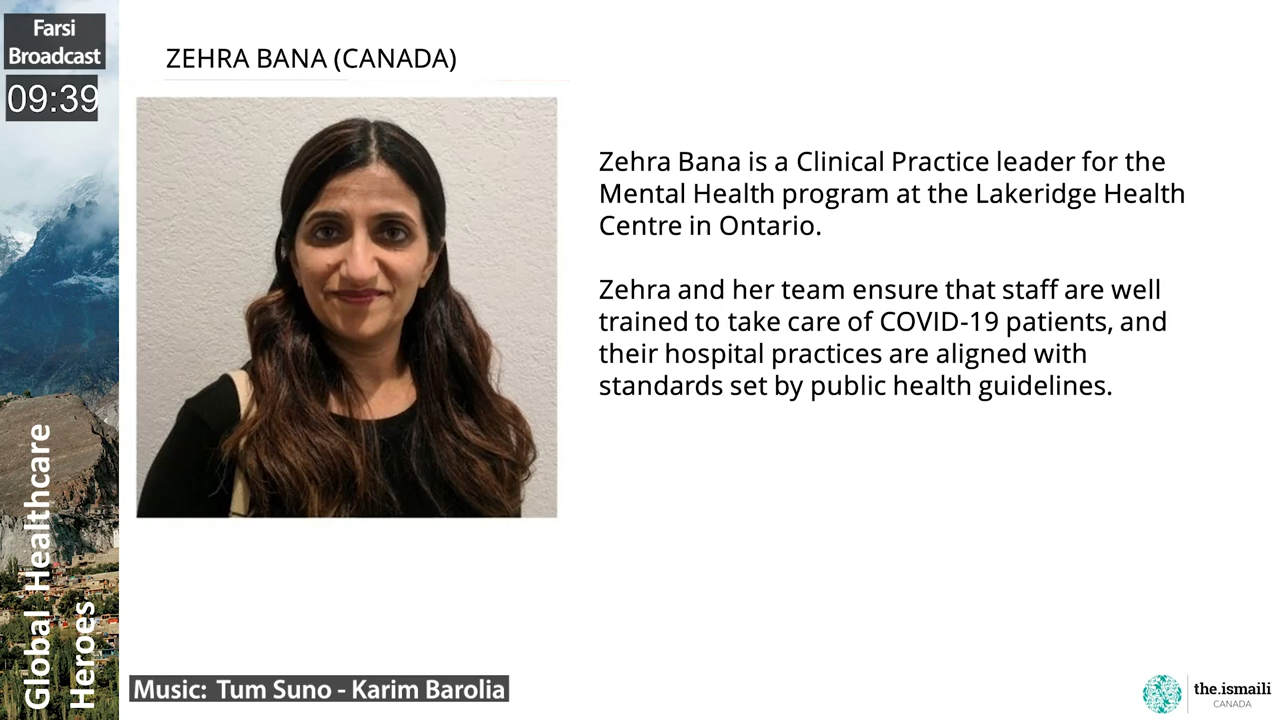 Farsi
Broadcast
09:39
ZEHRA BANA (CANADA)
Zehra Bana is a Clinical Practice leader for the
Mental Health program at the Lakeridge Health
Centre in Ontario.
Zehra and her team ensure that staff are well
trained to take care of COVID-19 patients, and
their hospital practices are aligned with
standards set by public health guidelines.
Global Healthcare
Heroes
Music: Tum Suno - Karim Barolia
the.ismaili
CANADA